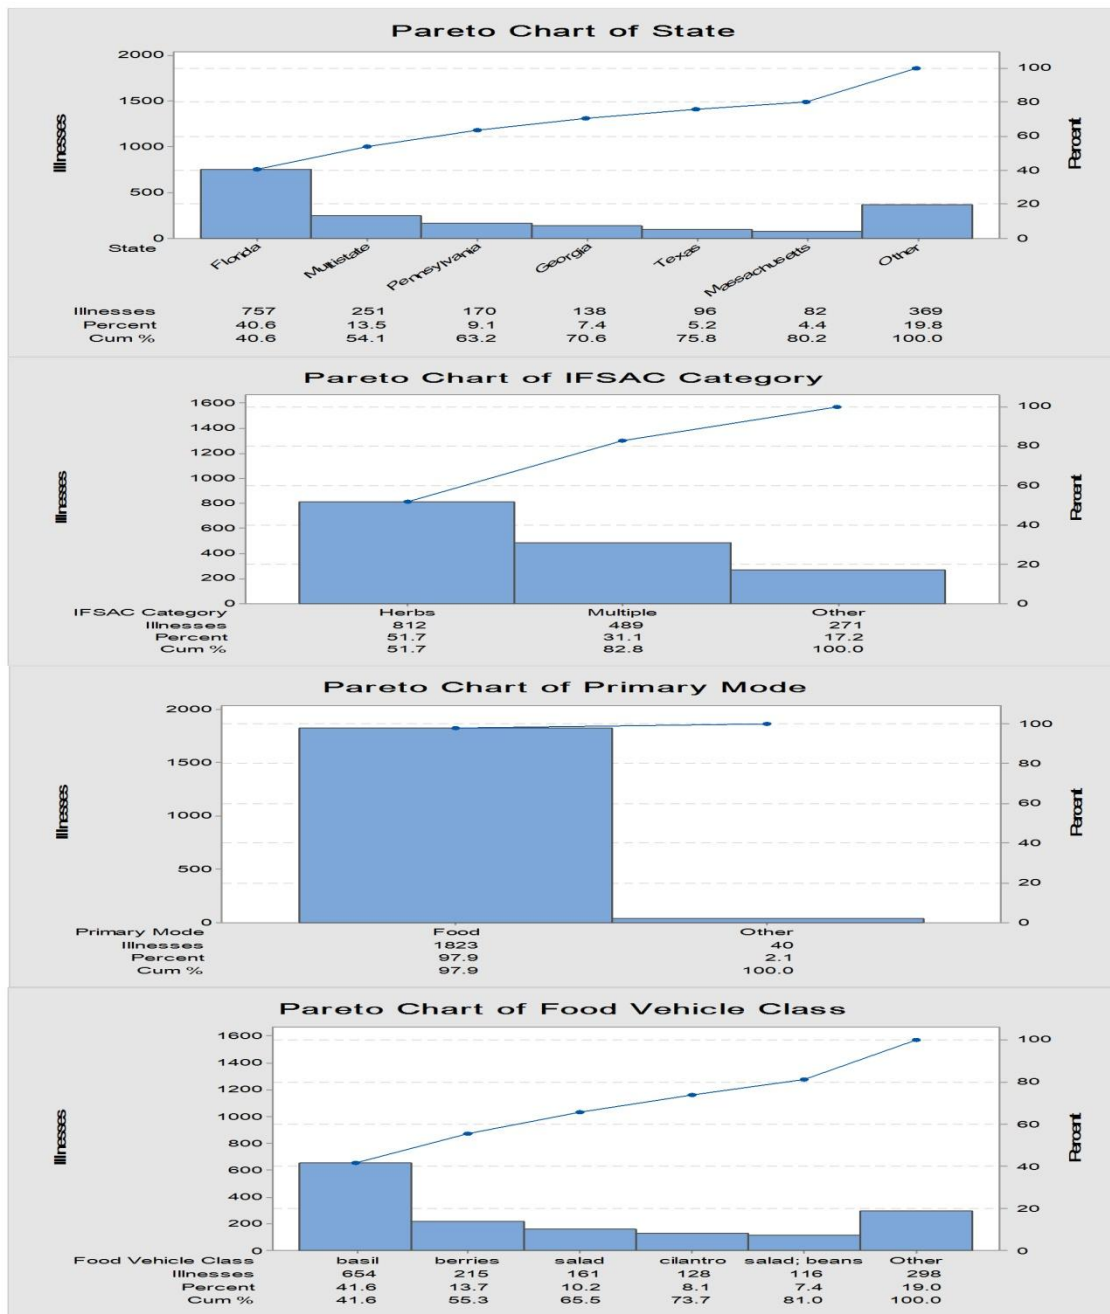 Pareto Chart of State
2000
1500
1000
500
0
Illnesses
100
80
60
40
20
0
Percent
State Florida Multistate Pennsylvania Georgia Texas Massachusetts Other
Illnesses 757 251 170 138 96 82 369
Percent 40.6 13.5 9.1 7.4 5.2 4.4 19.8
Cum % 40.6 54.1 63.2 70.6 75.8 80.2 100.0
Pareto Chart of IFSAC Category
1600
1400
1200
1000
800
600
400
200
0
Illnesses
100
80
60
40
20
0
Percent
IFSAC Category Herbs Multiple Other
Illnesses 812 489 271
Percent 51.7 31.1 17.2
Cum % 51.7 82.8 100.0
Pareto Chart of Primary Mode
2000
1500
1000
500
0
Illnesses
100
80
60
40
20
0
Percent
Primary Mode Food Other
Illnesses 1823 40
Percent 97.9 2.1
Cum % 97.9 100.0
Pareto Chart of Food Vehicle Class
1600
1400
1200
1000
800
600
400
200
0
Illnesses
100
80
60
40
20
0
Percent
Food Vehicle Class basil berries salad cilantro salad; beans Other
Illnesses 654 215 161 128 116 298
Percent 41.6 13.7 10.2 8.1 7.4 19.0
Cum % 41.6 55.3 65.5 73.7 81.0 100.0